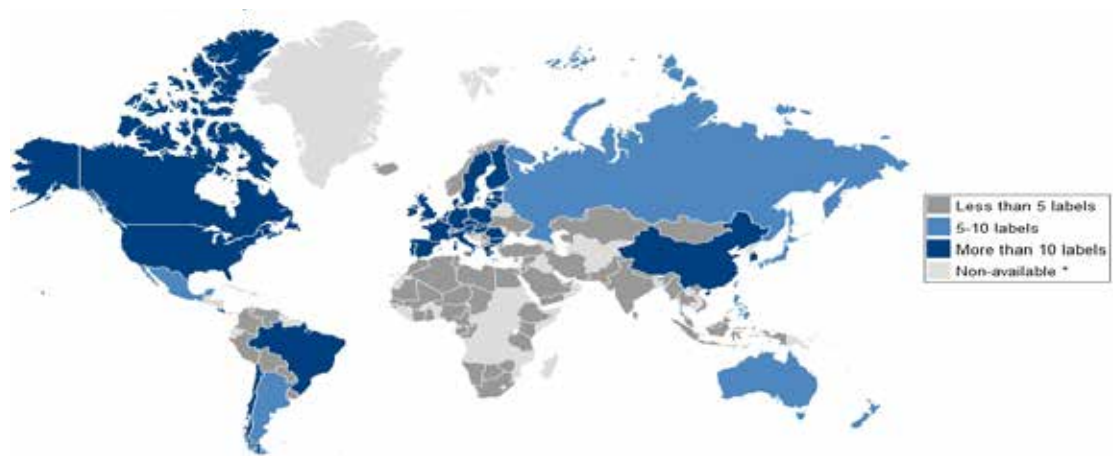 Less than 5 labels
5-10 labels
More than 10 labels
Non-available *